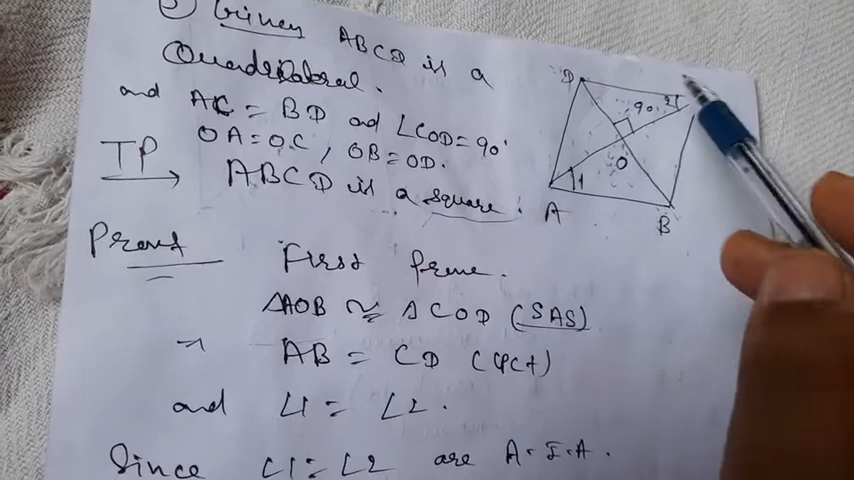 5) Given ABCD is a
Quadrilateral.
and AC = BD and ∠COD = 90°
OA = OC, OB = OD.
TP → ABCD is a square.
Proof First prove.
ΔAOB ≅ ΔCOD (SAS)
⇒ AB = CD (CPCT)
and ∠1 = ∠2.
Since ∠1 = ∠2 are A.I.A.
D
90°
2
O
1
A
B